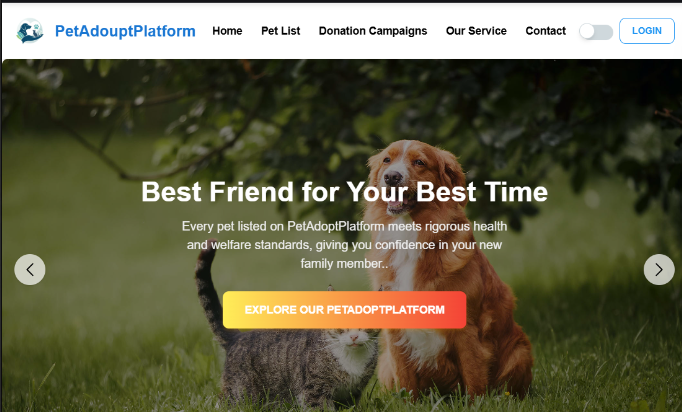 PetAdouptPlatform Home Pet List Donation Campaigns Our Service Contact LOGIN
Best Friend for Your Best Time
Every pet listed on PetAdoptPlatform meets rigorous health
and welfare standards, giving you confidence in your new
family member..
EXPLORE OUR PETADOPTPLATFORM